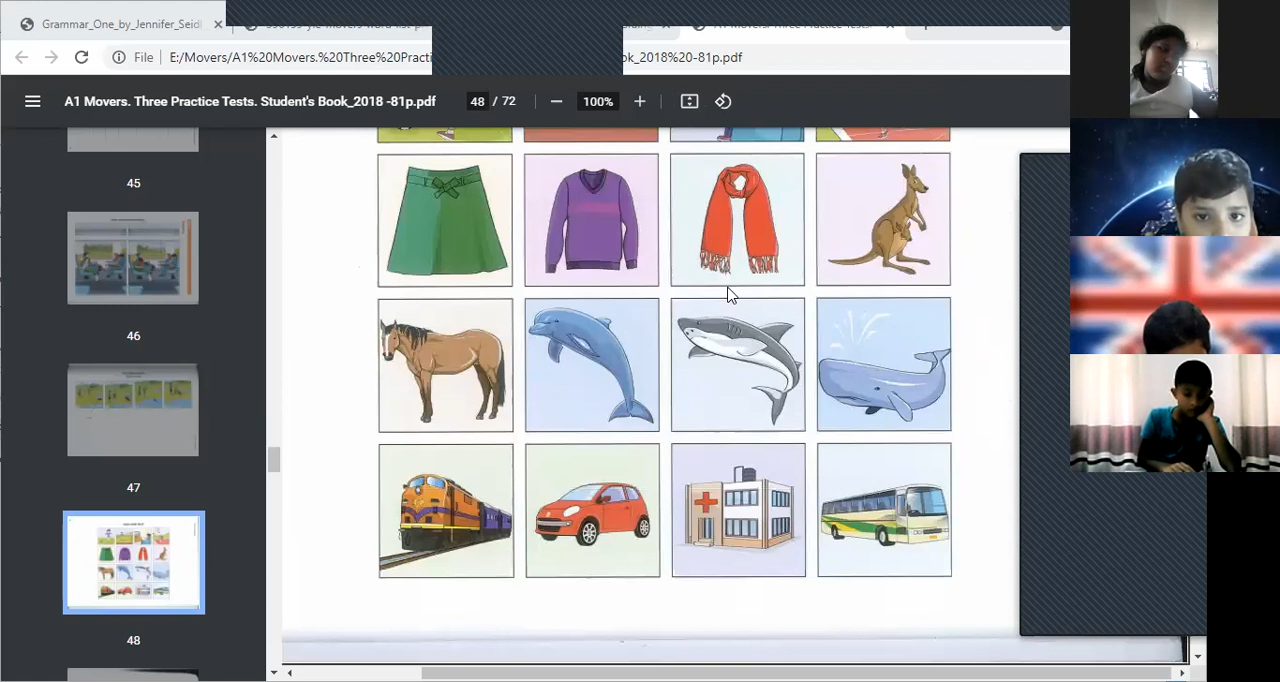 Grammar_One_by_Jennifer_Seidl
File E:/Movers/A1%20Movers.%20Three%20Practi
ok_2018%20-81p.pdf
A1 Movers. Three Practice Tests. Student's Book_2018 -81p.pdf 48 / 72 100%
45
46
47
48